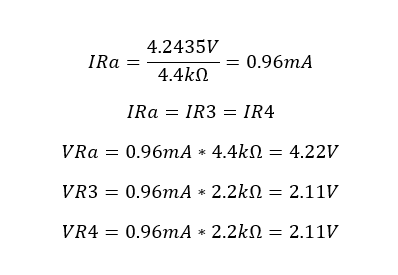 IRa = 4.2435V / 4.4kΩ = 0.96mA
IRa = IR3 = IR4
VRa = 0.96mA ∗ 4.4kΩ = 4.22V
VR3 = 0.96mA ∗ 2.2kΩ = 2.11V
VR4 = 0.96mA ∗ 2.2kΩ = 2.11V